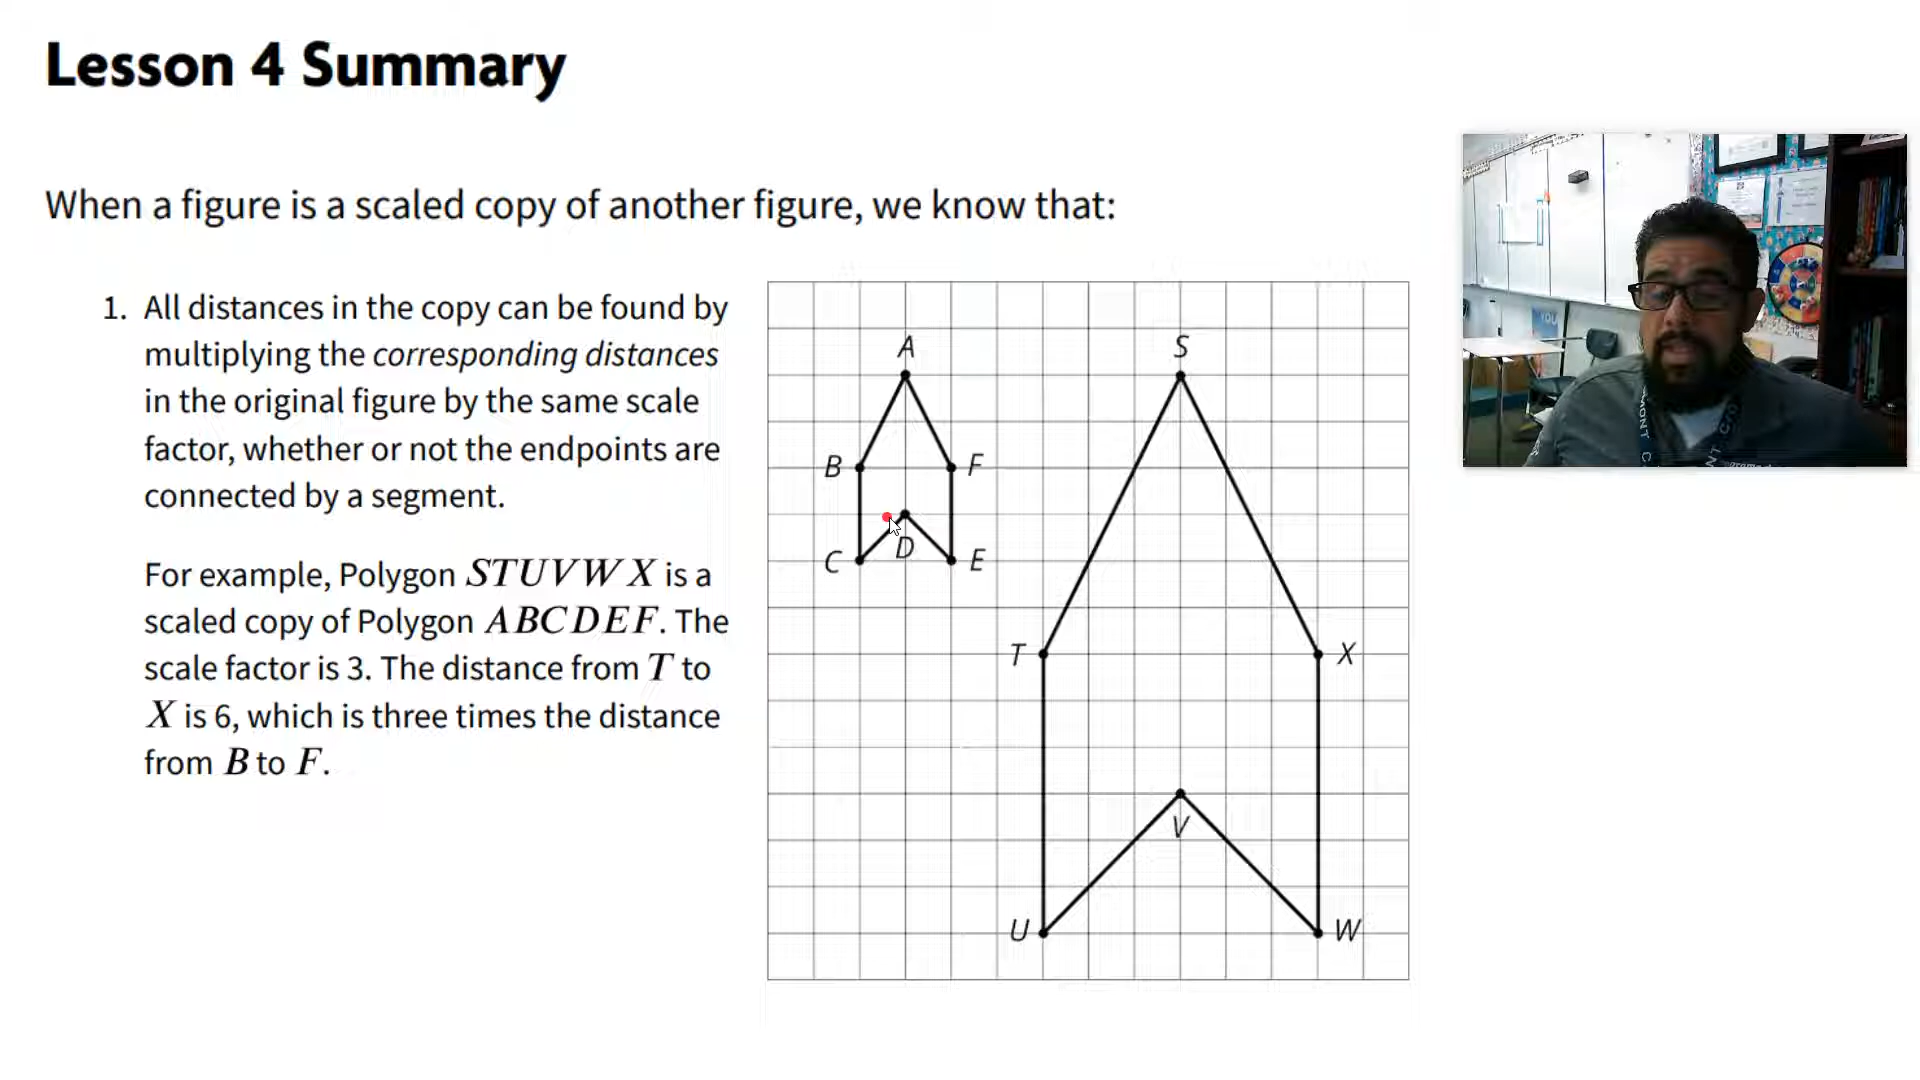 Lesson 4 Summary
When a figure is a scaled copy of another figure, we know that:
1. All distances in the copy can be found by
multiplying the corresponding distances
in the original figure by the same scale
factor, whether or not the endpoints are
connected by a segment.
For example, Polygon STUVWX is a
scaled copy of Polygon ABCDEF. The
scale factor is 3. The distance from T to
X is 6, which is three times the distance
from B to F.
A
S
B
F
C
D
E
T
X
V
U
W
YOU